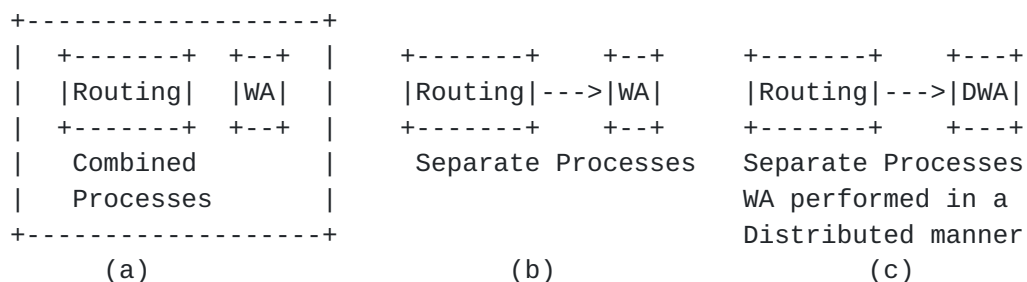 +-------------------+
|  +-------+  +--+  |    +-------+    +--+     +-------+    +---+
|  |Routing|  |WA|  |    |Routing|--->|WA|     |Routing|--->|DWA|
|  +-------+  +--+  |    +-------+    +--+     +-------+    +---+
|   Combined        |     Separate Processes   Separate Processes
|   Processes       |                          WA performed in a
+-------------------+                          Distributed manner
      (a)                       (b)                    (c)